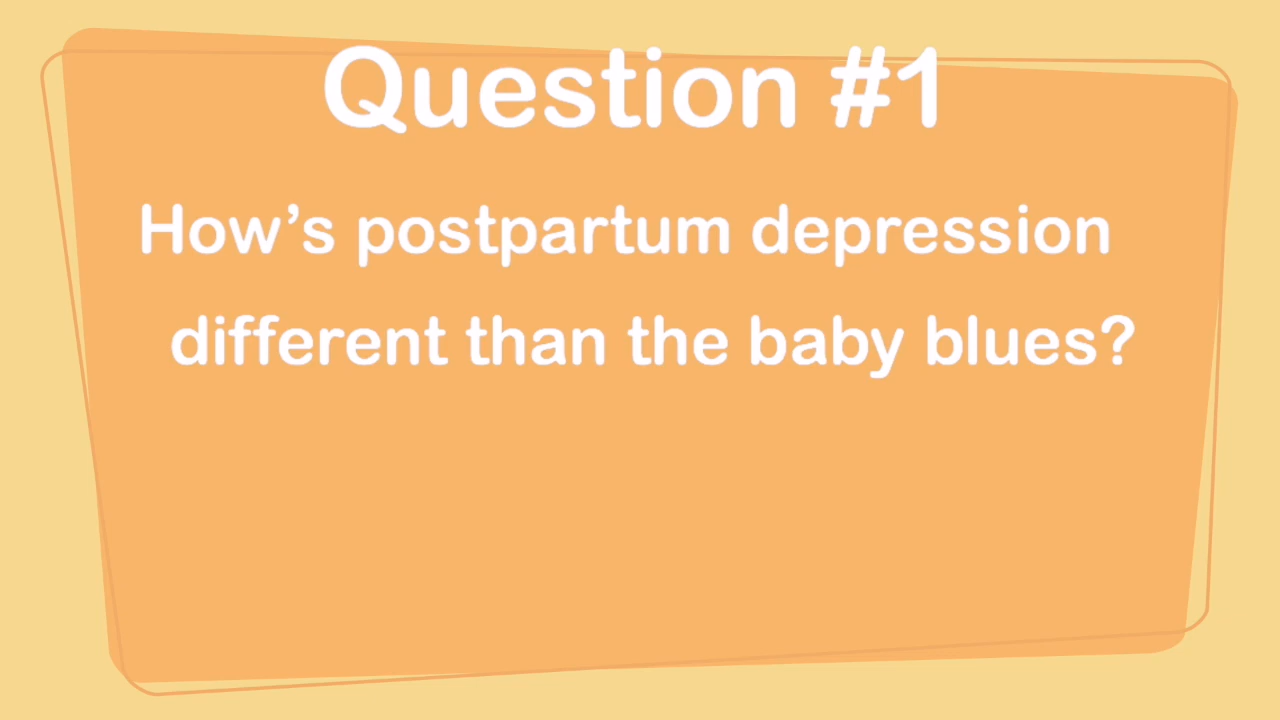 Question #1
How’s postpartum depression
different than the baby blues?